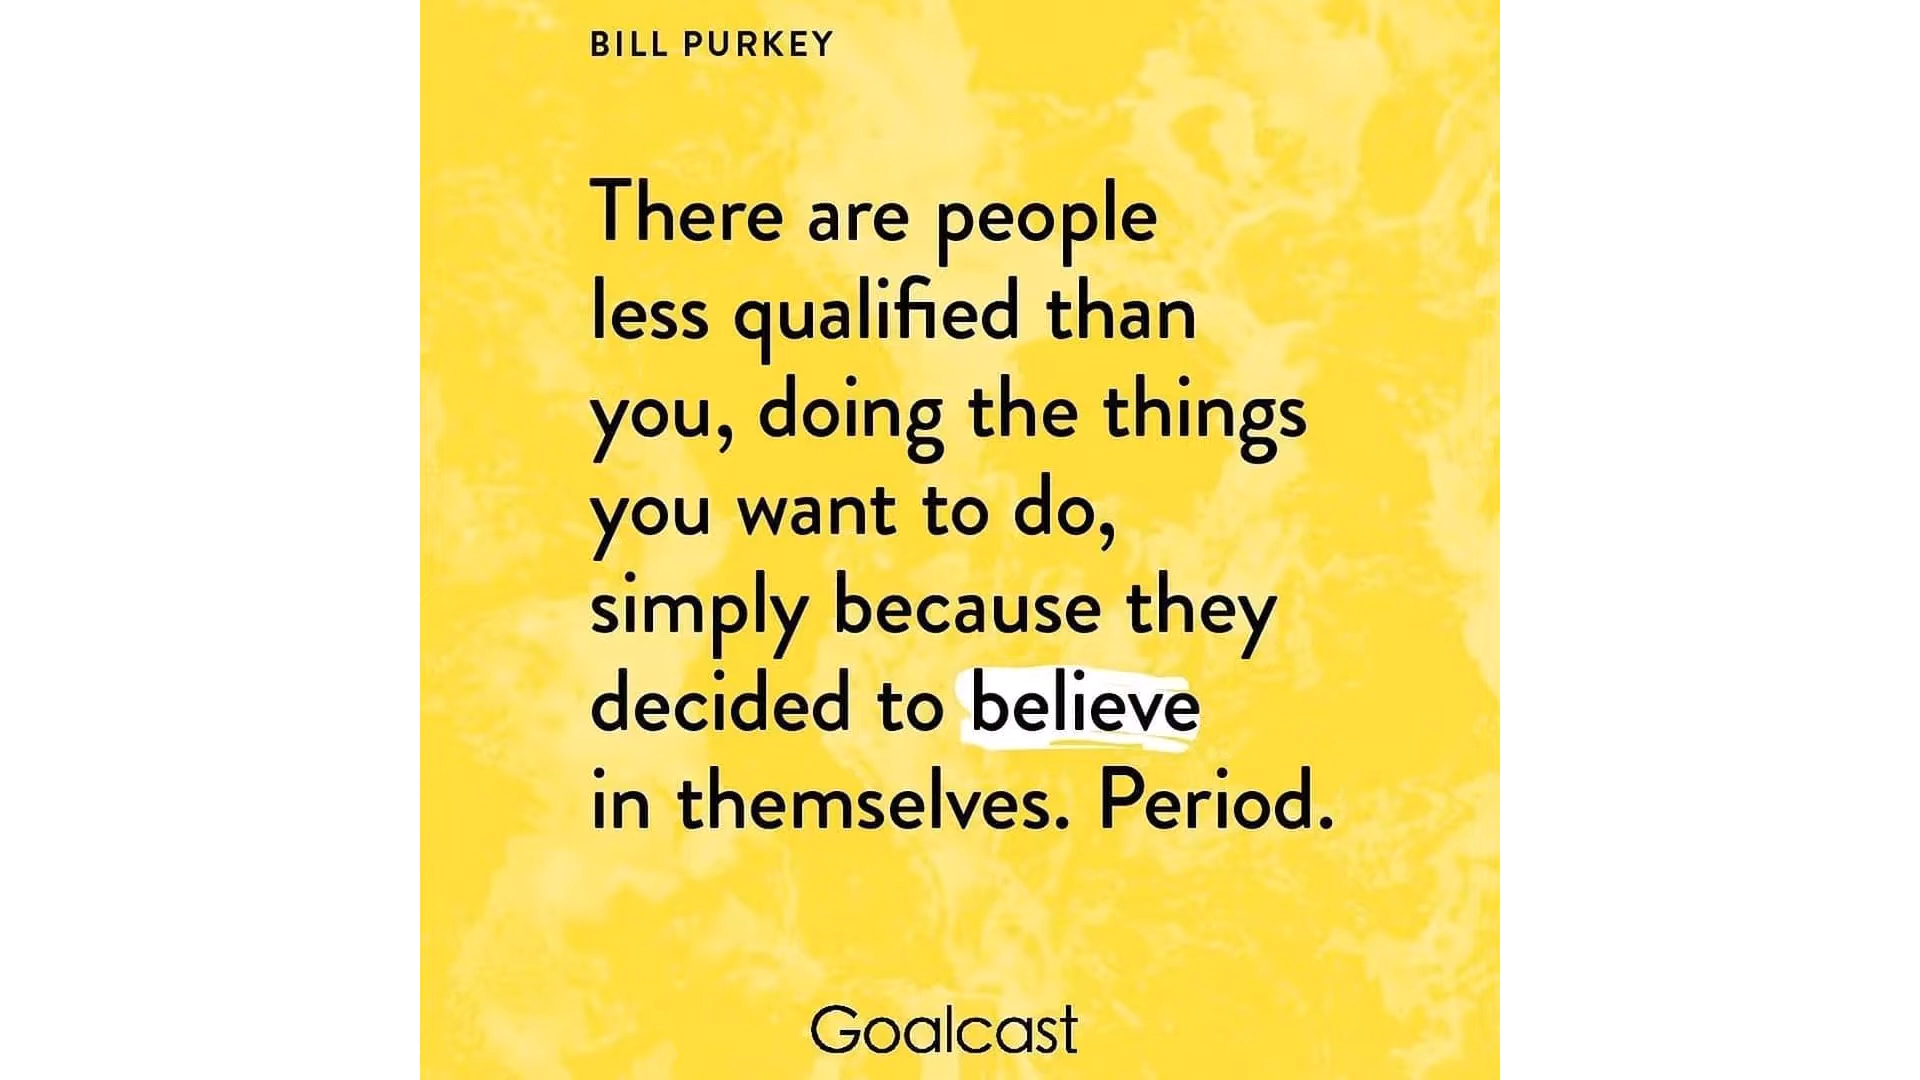 BILL PURKEY
There are people
less qualified than
you, doing the things
you want to do,
simply because they
decided to believe
in themselves. Period.
Goalcast